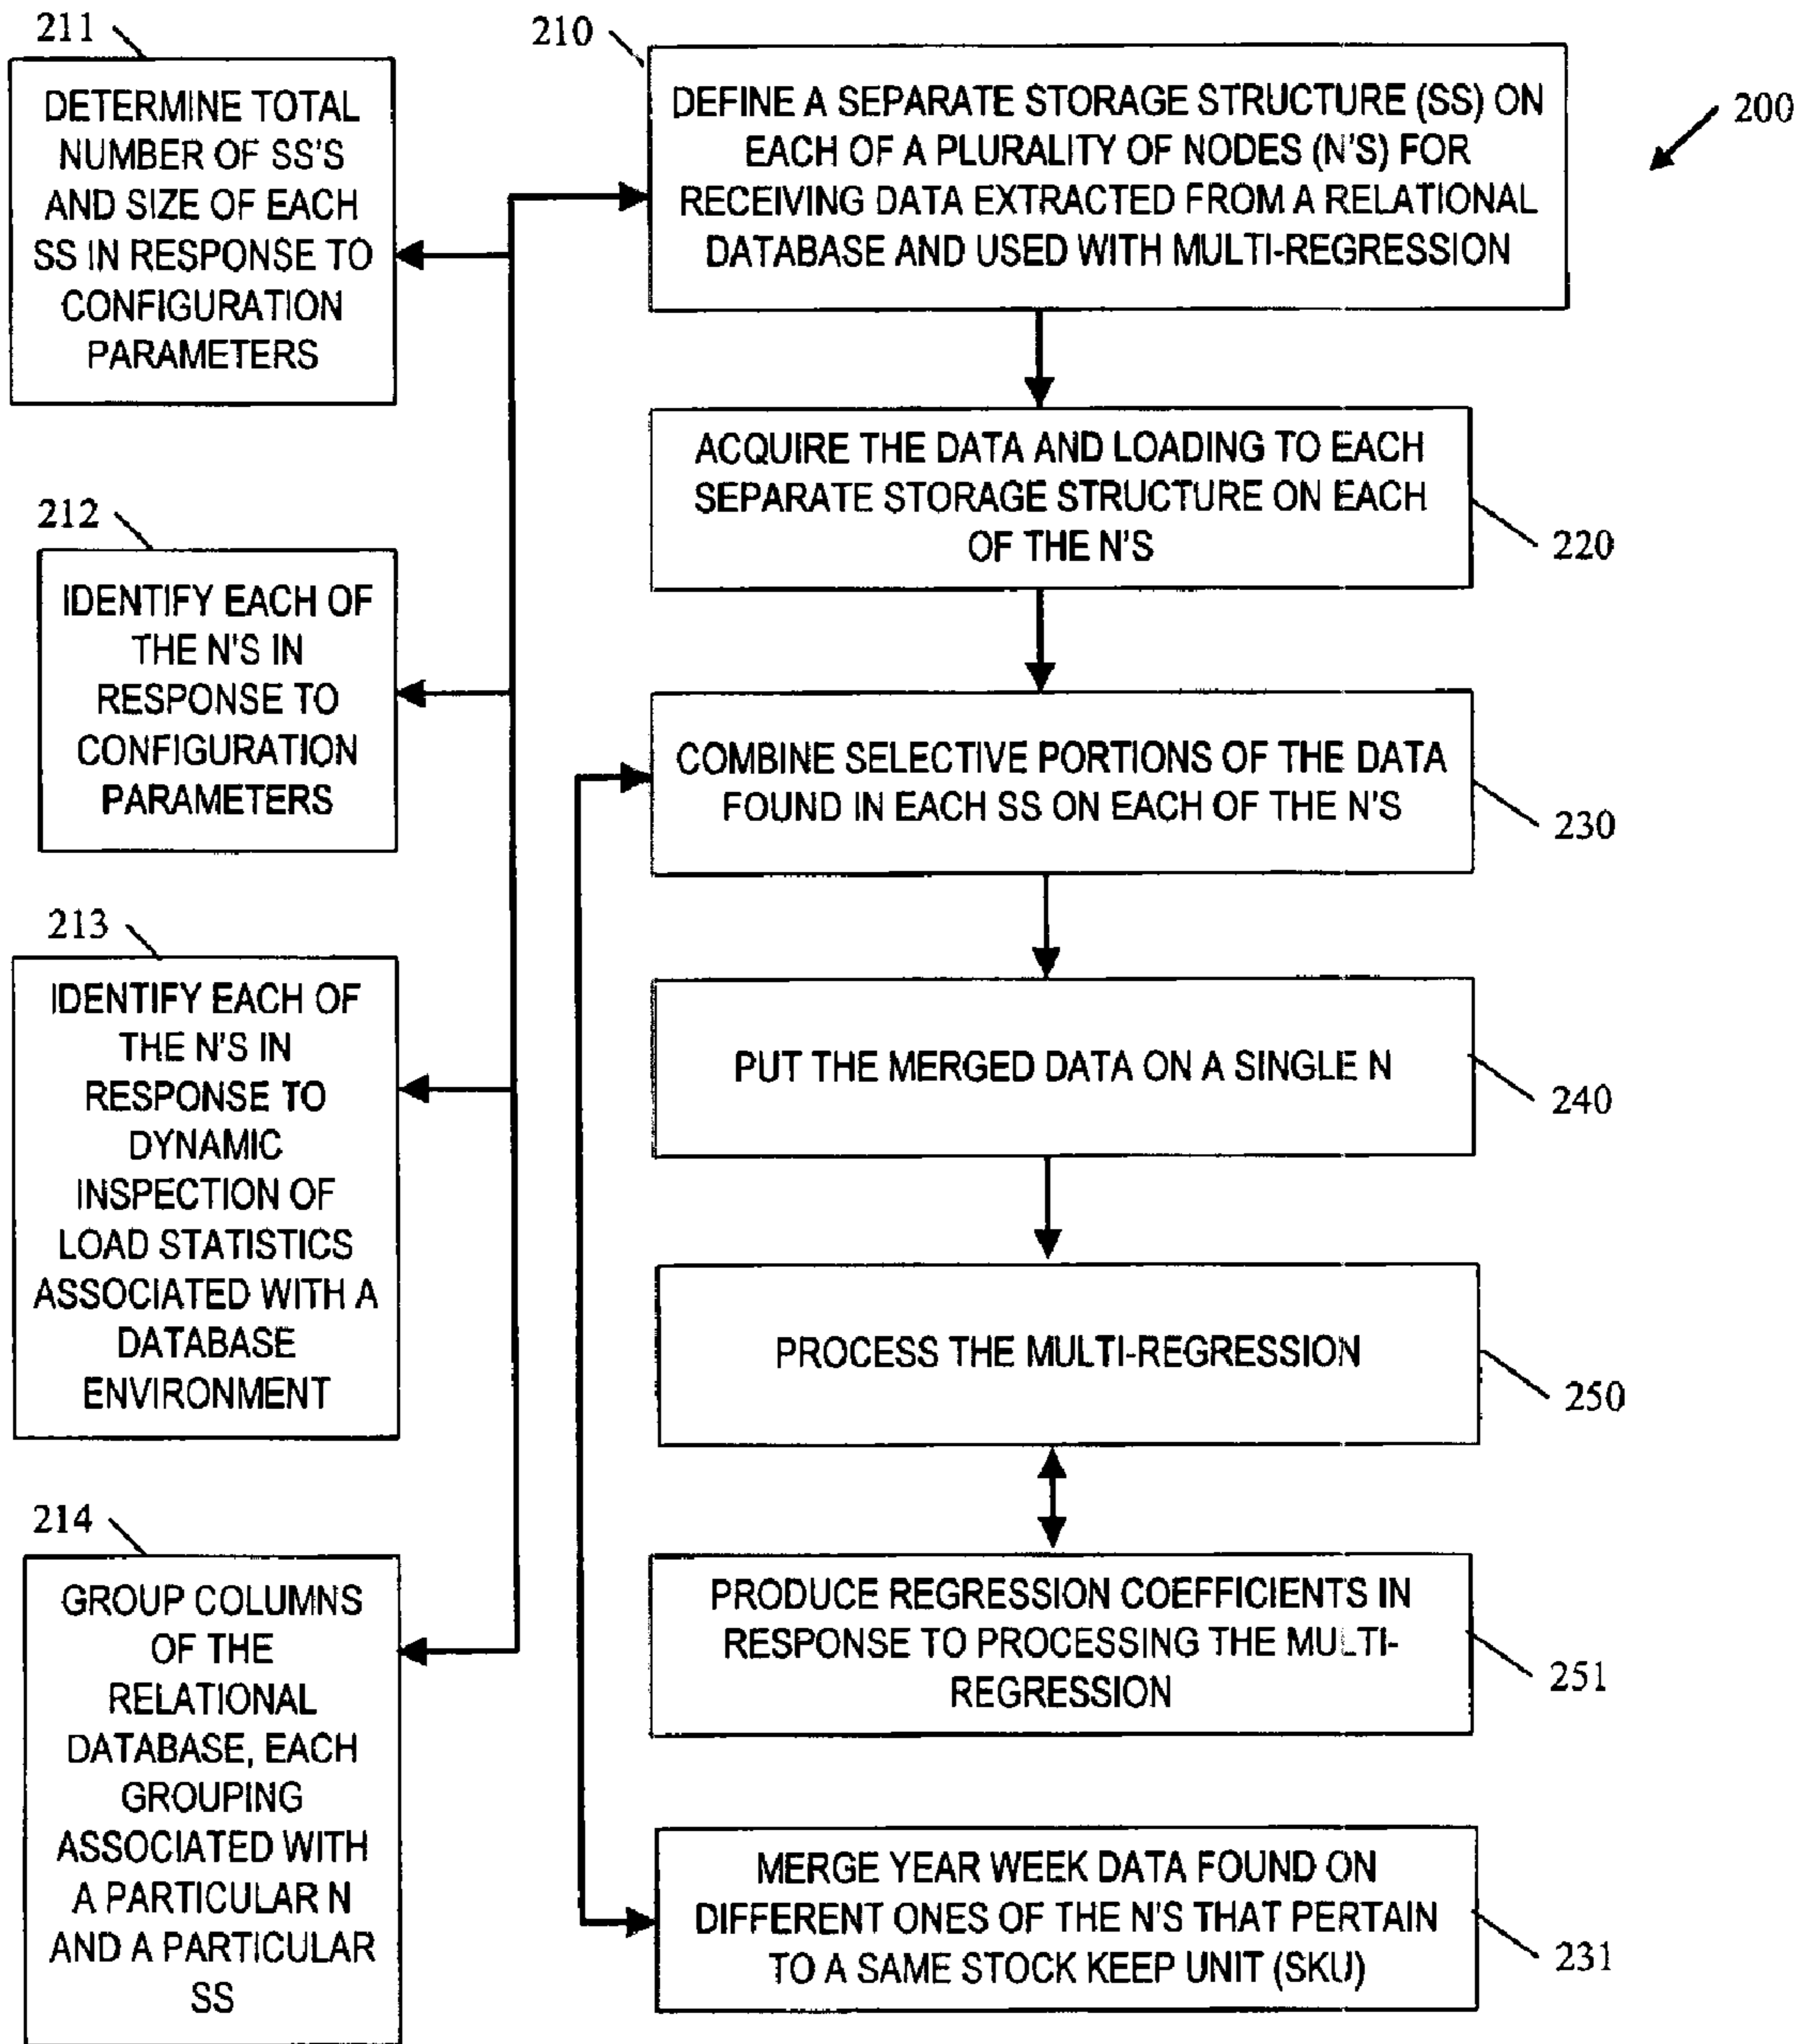 211
DETERMINE TOTAL
NUMBER OF SS'S
AND SIZE OF EACH
SS IN RESPONSE TO
CONFIGURATION
PARAMETERS
210
DEFINE A SEPARATE STORAGE STRUCTURE (SS) ON
EACH OF A PLURALITY OF NODES (N'S) FOR
RECEIVING DATA EXTRACTED FROM A RELATIONAL
DATABASE AND USED WITH MULTI-REGRESSION
200
ACQUIRE THE DATA AND LOADING TO EACH
SEPARATE STORAGE STRUCTURE ON EACH
OF THE N'S
220
212
IDENTIFY EACH OF
THE N'S IN
RESPONSE TO
CONFIGURATION
PARAMETERS
COMBINE SELECTIVE PORTIONS OF THE DATA
FOUND IN EACH SS ON EACH OF THE N'S
230
213
IDENTIFY EACH OF
THE N'S IN
RESPONSE TO
DYNAMIC
INSPECTION OF
LOAD STATISTICS
ASSOCIATED WITH A
DATABASE
ENVIRONMENT
PUT THE MERGED DATA ON A SINGLE N
240
PROCESS THE MULTI-REGRESSION
250
214
GROUP COLUMNS
OF THE
RELATIONAL
DATABASE, EACH
GROUPING
ASSOCIATED WITH
A PARTICULAR N
AND A PARTICULAR
SS
PRODUCE REGRESSION COEFFICIENTS IN
RESPONSE TO PROCESSING THE MULTI-
REGRESSION
251
MERGE YEAR WEEK DATA FOUND ON
DIFFERENT ONES OF THE N'S THAT PERTAIN
TO A SAME STOCK KEEP UNIT (SKU)
231